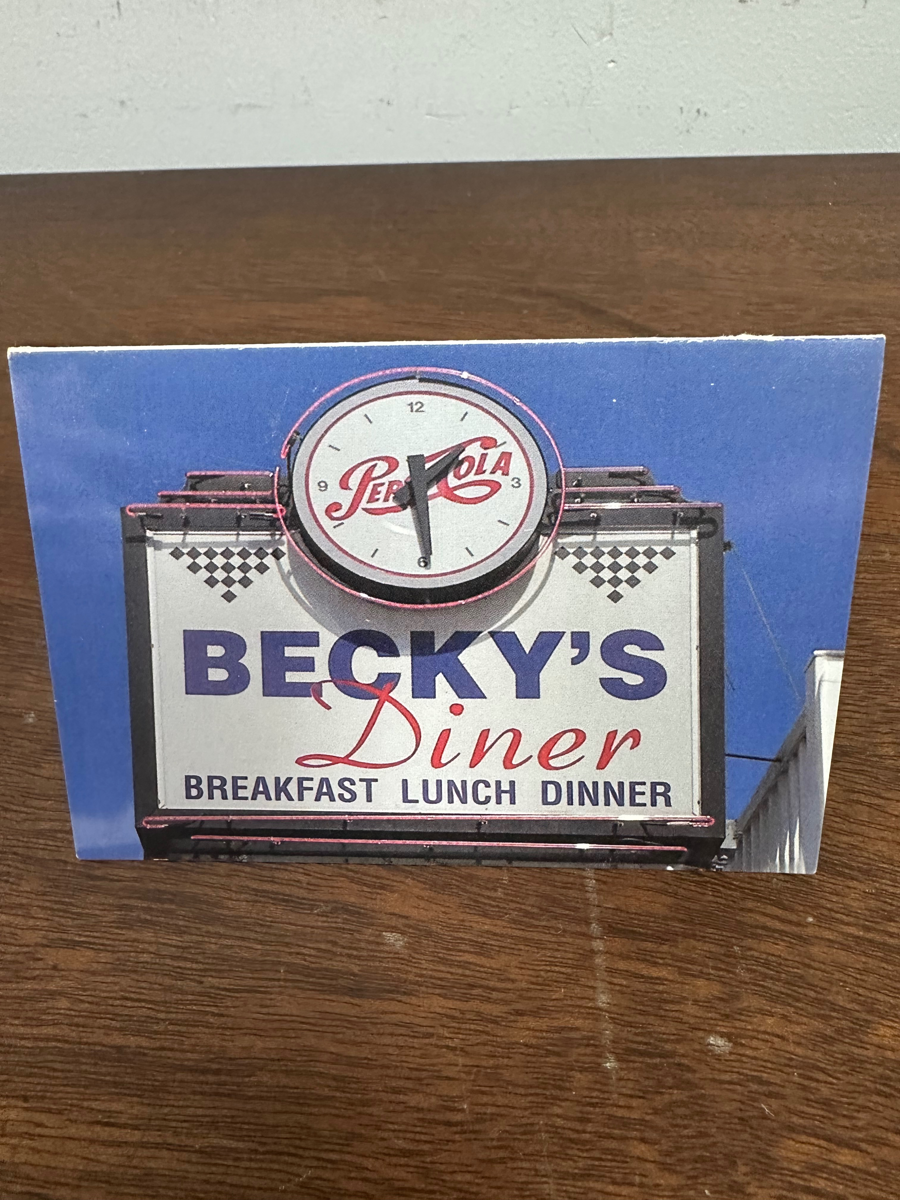 12
PEPSI COLA
9
3
6
BECKY'S
Diner
BREAKFAST LUNCH DINNER